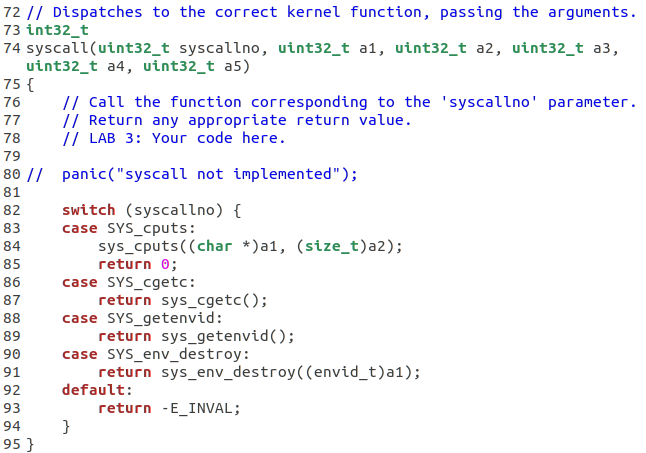 72 // Dispatches to the correct kernel function, passing the arguments.
73 int32_t
74 syscall(uint32_t syscallno, uint32_t a1, uint32_t a2, uint32_t a3,
uint32_t a4, uint32_t a5)
75 {
76     // Call the function corresponding to the 'syscallno' parameter.
77     // Return any appropriate return value.
78     // LAB 3: Your code here.
79
80 //  panic("syscall not implemented");
81
82     switch (syscallno) {
83     case SYS_cputs:
84         sys_cputs((char *)a1, (size_t)a2);
85         return 0;
86     case SYS_cgetc:
87         return sys_cgetc();
88     case SYS_getenvid:
89         return sys_getenvid();
90     case SYS_env_destroy:
91         return sys_env_destroy((envid_t)a1);
92     default:
93         return -E_INVAL;
94     }
95 }